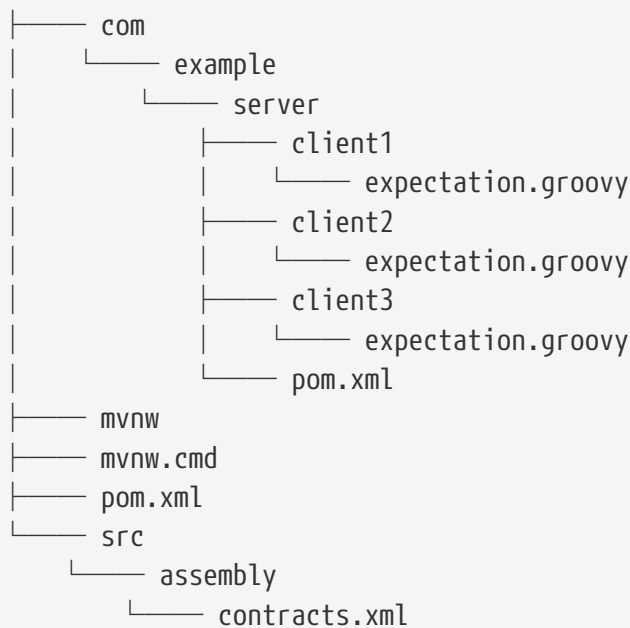 ├── com
│   └── example
│       └── server
│           ├── client1
│           │   └── expectation.groovy
│           ├── client2
│           │   └── expectation.groovy
│           ├── client3
│           │   └── expectation.groovy
│           └── pom.xml
├── mvnw
├── mvnw.cmd
├── pom.xml
└── src
    └── assembly
        └── contracts.xml